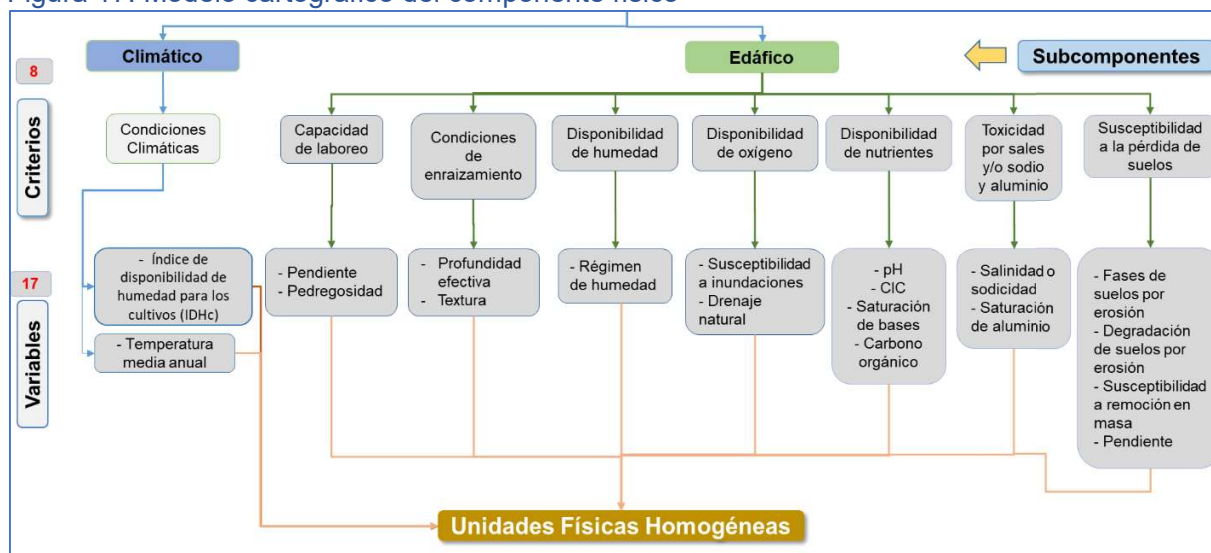 Figura 17. Modelo cartográfico del componente físico
Climático
Edáfico
Subcomponentes
8
Criterios
Condiciones
Climáticas
Capacidad
de laboreo
Condiciones
de
enraizamiento
Disponibilidad
de humedad
Disponibilidad
de oxígeno
Disponibilidad
de nutrientes
Toxicidad
por sales
y/o sodio
y aluminio
Susceptibilidad
a la pérdida de
suelos
17
Variables
- Índice de
disponibilidad de
humedad para los
cultivos (IDHc)
- Temperatura
media anual
- Pendiente
- Pedregosidad
- Profundidad
efectiva
- Textura
- Régimen
de humedad
- Susceptibilidad
a inundaciones
- Drenaje
natural
- pH
- CIC
- Saturación
de bases
- Carbono
orgánico
- Salinidad o
sodicidad
- Saturación
de aluminio
- Fases de
suelos por
erosión
- Degradación
de suelos por
erosión
- Susceptibilidad
a remoción en
masa
- Pendiente
Unidades Físicas Homogéneas